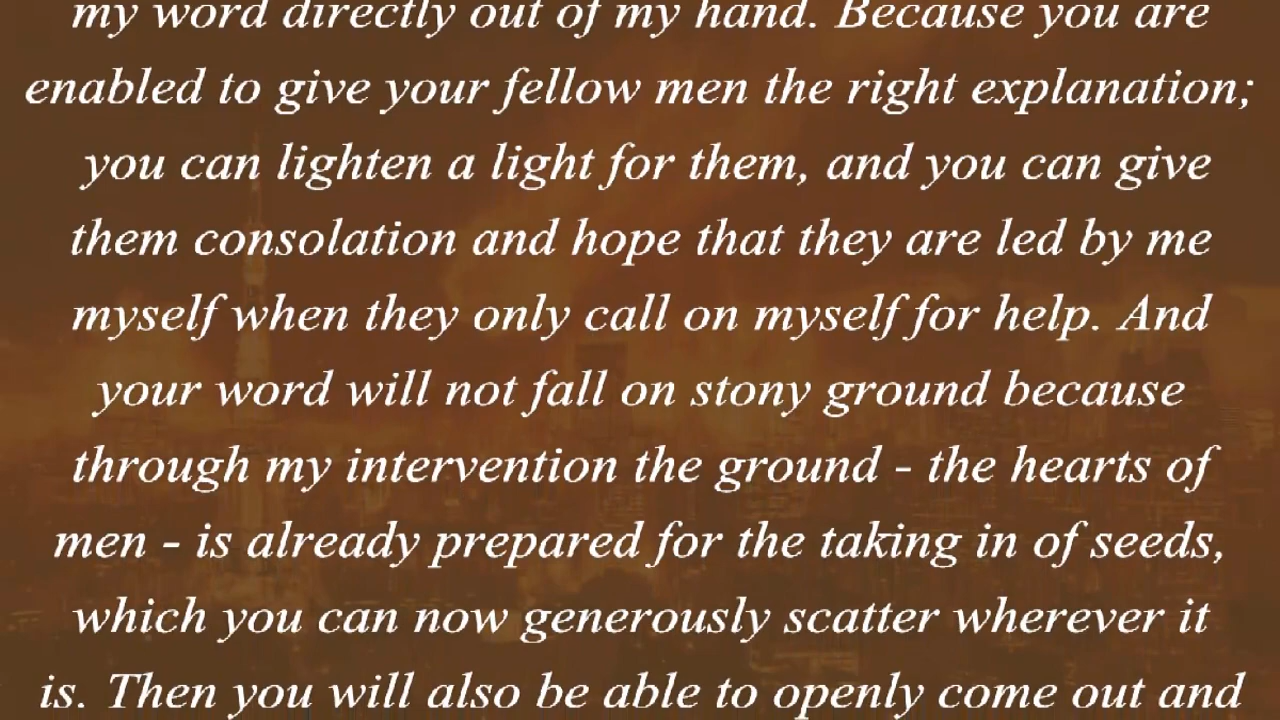 my word directly out of my hand. Because you are
enabled to give your fellow men the right explanation;
you can lighten a light for them, and you can give
them consolation and hope that they are led by me
myself when they only call on myself for help. And
your word will not fall on stony ground because
through my intervention the ground - the hearts of
men - is already prepared for the taking in of seeds,
which you can now generously scatter wherever it
is. Then you will also be able to openly come out and